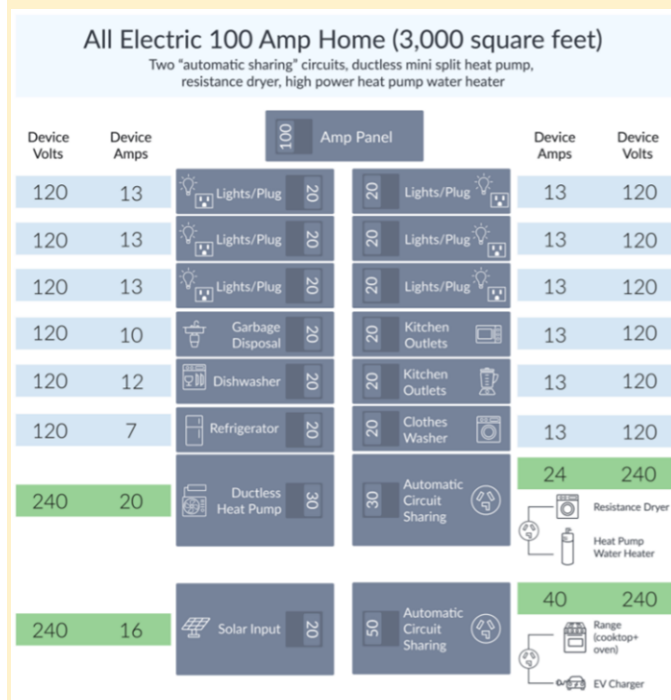 All Electric 100 Amp Home (3,000 square feet)
Two “automatic sharing” circuits, ductless mini split heat pump,
resistance dryer, high power heat pump water heater
100 Amp Panel
Device Volts
Device Amps
Device Amps
Device Volts
120 13 Lights/Plug 20
20 Lights/Plug 13 120
120 13 Lights/Plug 20
20 Lights/Plug 13 120
120 13 Lights/Plug 20
20 Lights/Plug 13 120
120 10 Garbage Disposal 20
20 Kitchen Outlets 13 120
120 12 Dishwasher 20
20 Kitchen Outlets 13 120
120 7 Refrigerator 20
20 Clothes Washer 13 120
240 20 Ductless Heat Pump 30
30 Automatic Circuit Sharing 24 240
Resistance Dryer
Heat Pump
Water Heater
240 16 Solar Input 20
50 Automatic Circuit Sharing 40 240
Range
(cooktop+
oven)
EV Charger